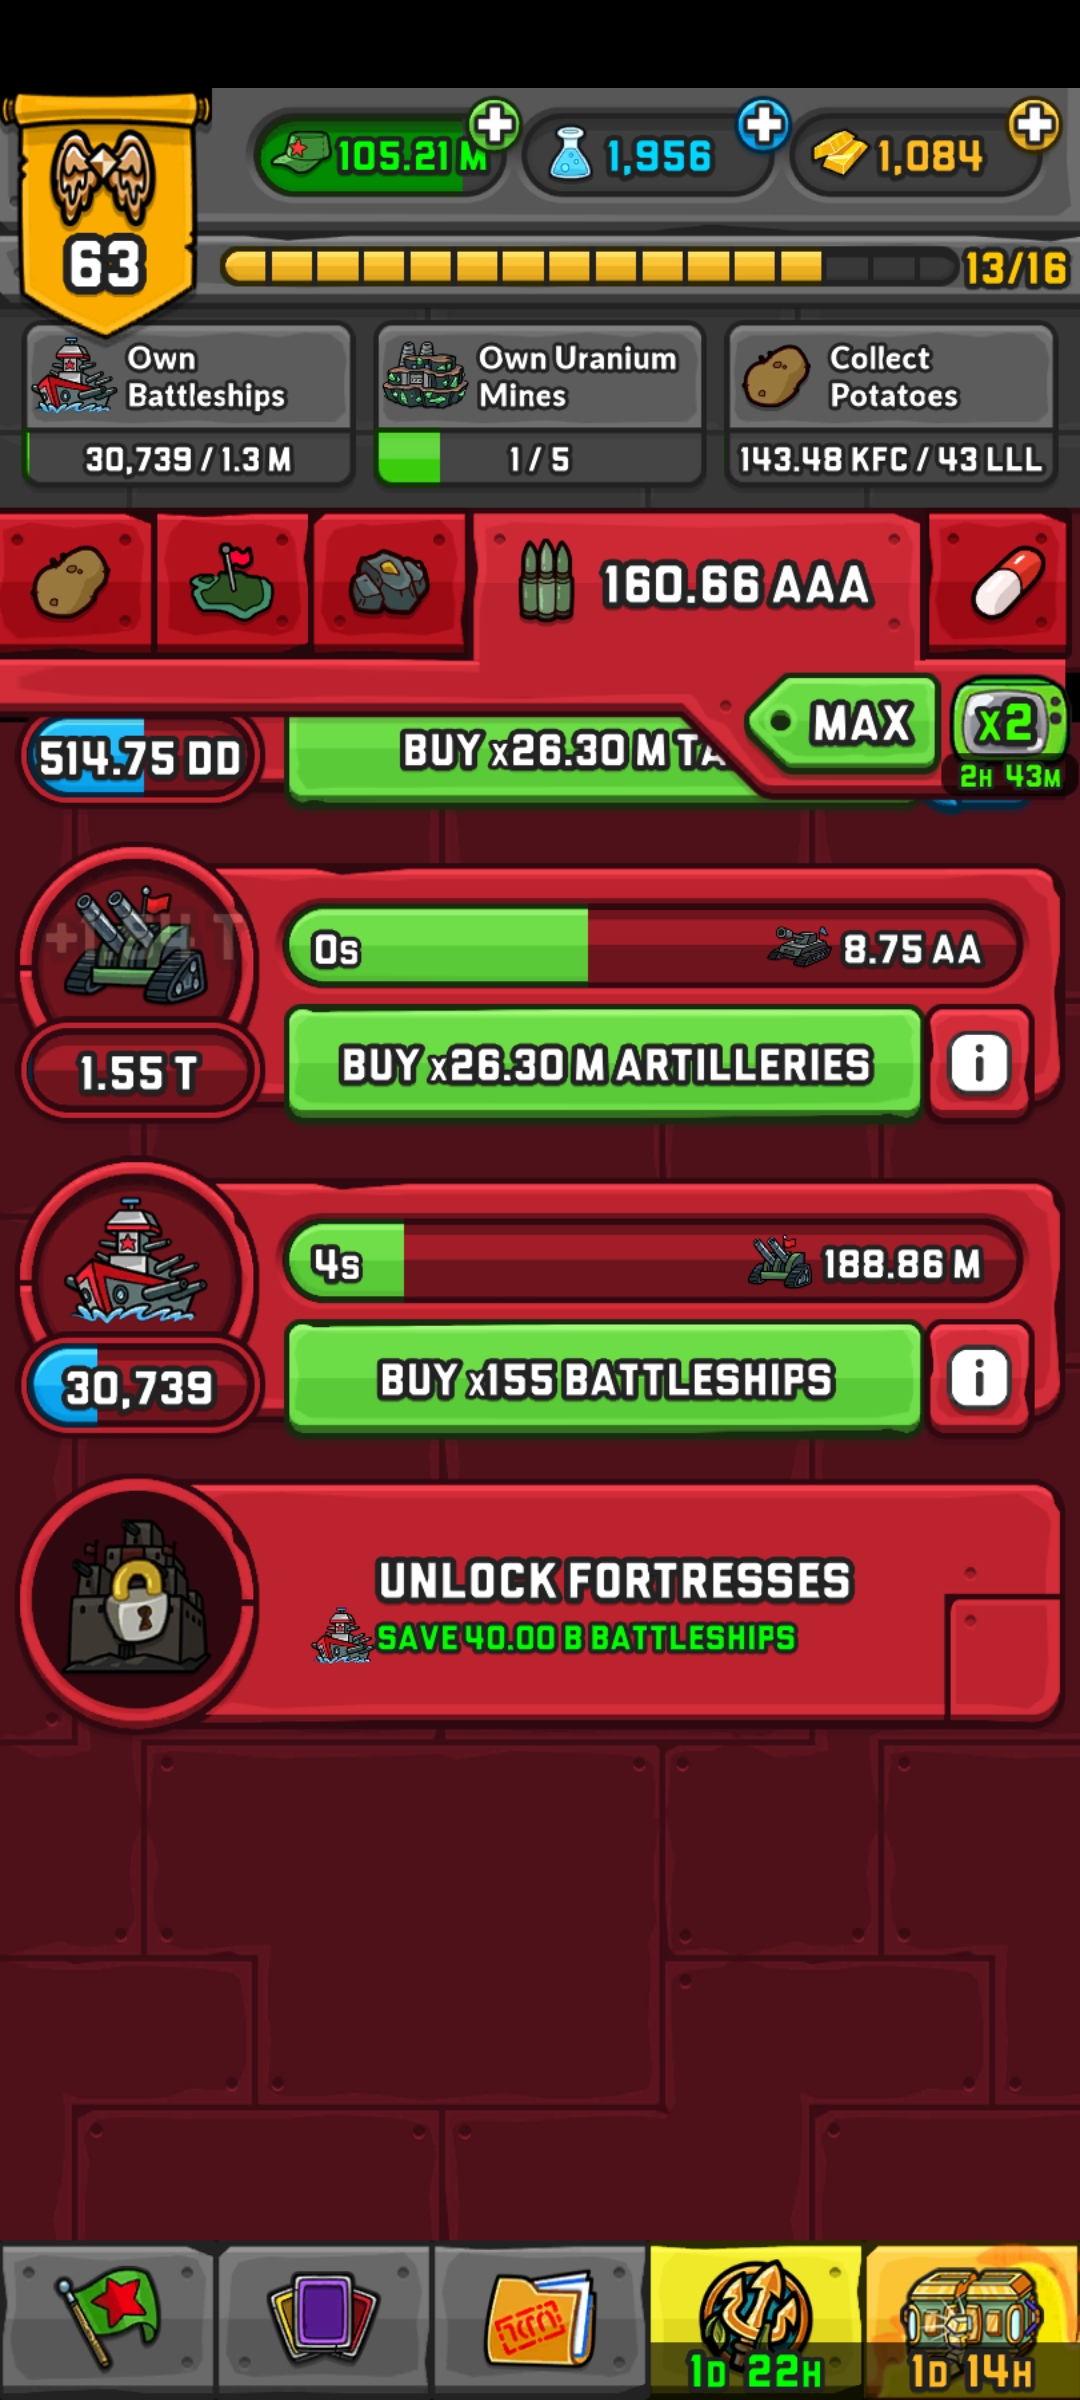 105.21 M
1,956
1,084
63
13/16
Own Battleships
30,739 / 1.3 M
Own Uranium Mines
1 / 5
Collect Potatoes
143.48 KFC / 43 LLL
160.66 AAA
MAX
x2
2H 43M
514.75 DD
BUY x26.30 M TA
0s
8.75 AA
1.55 T
BUY x26.30 M ARTILLERIES
i
4s
188.86 M
30,739
BUY x155 BATTLESHIPS
i
UNLOCK FORTRESSES
SAVE 40.00 B BATTLESHIPS
1D 22H
1D 14H